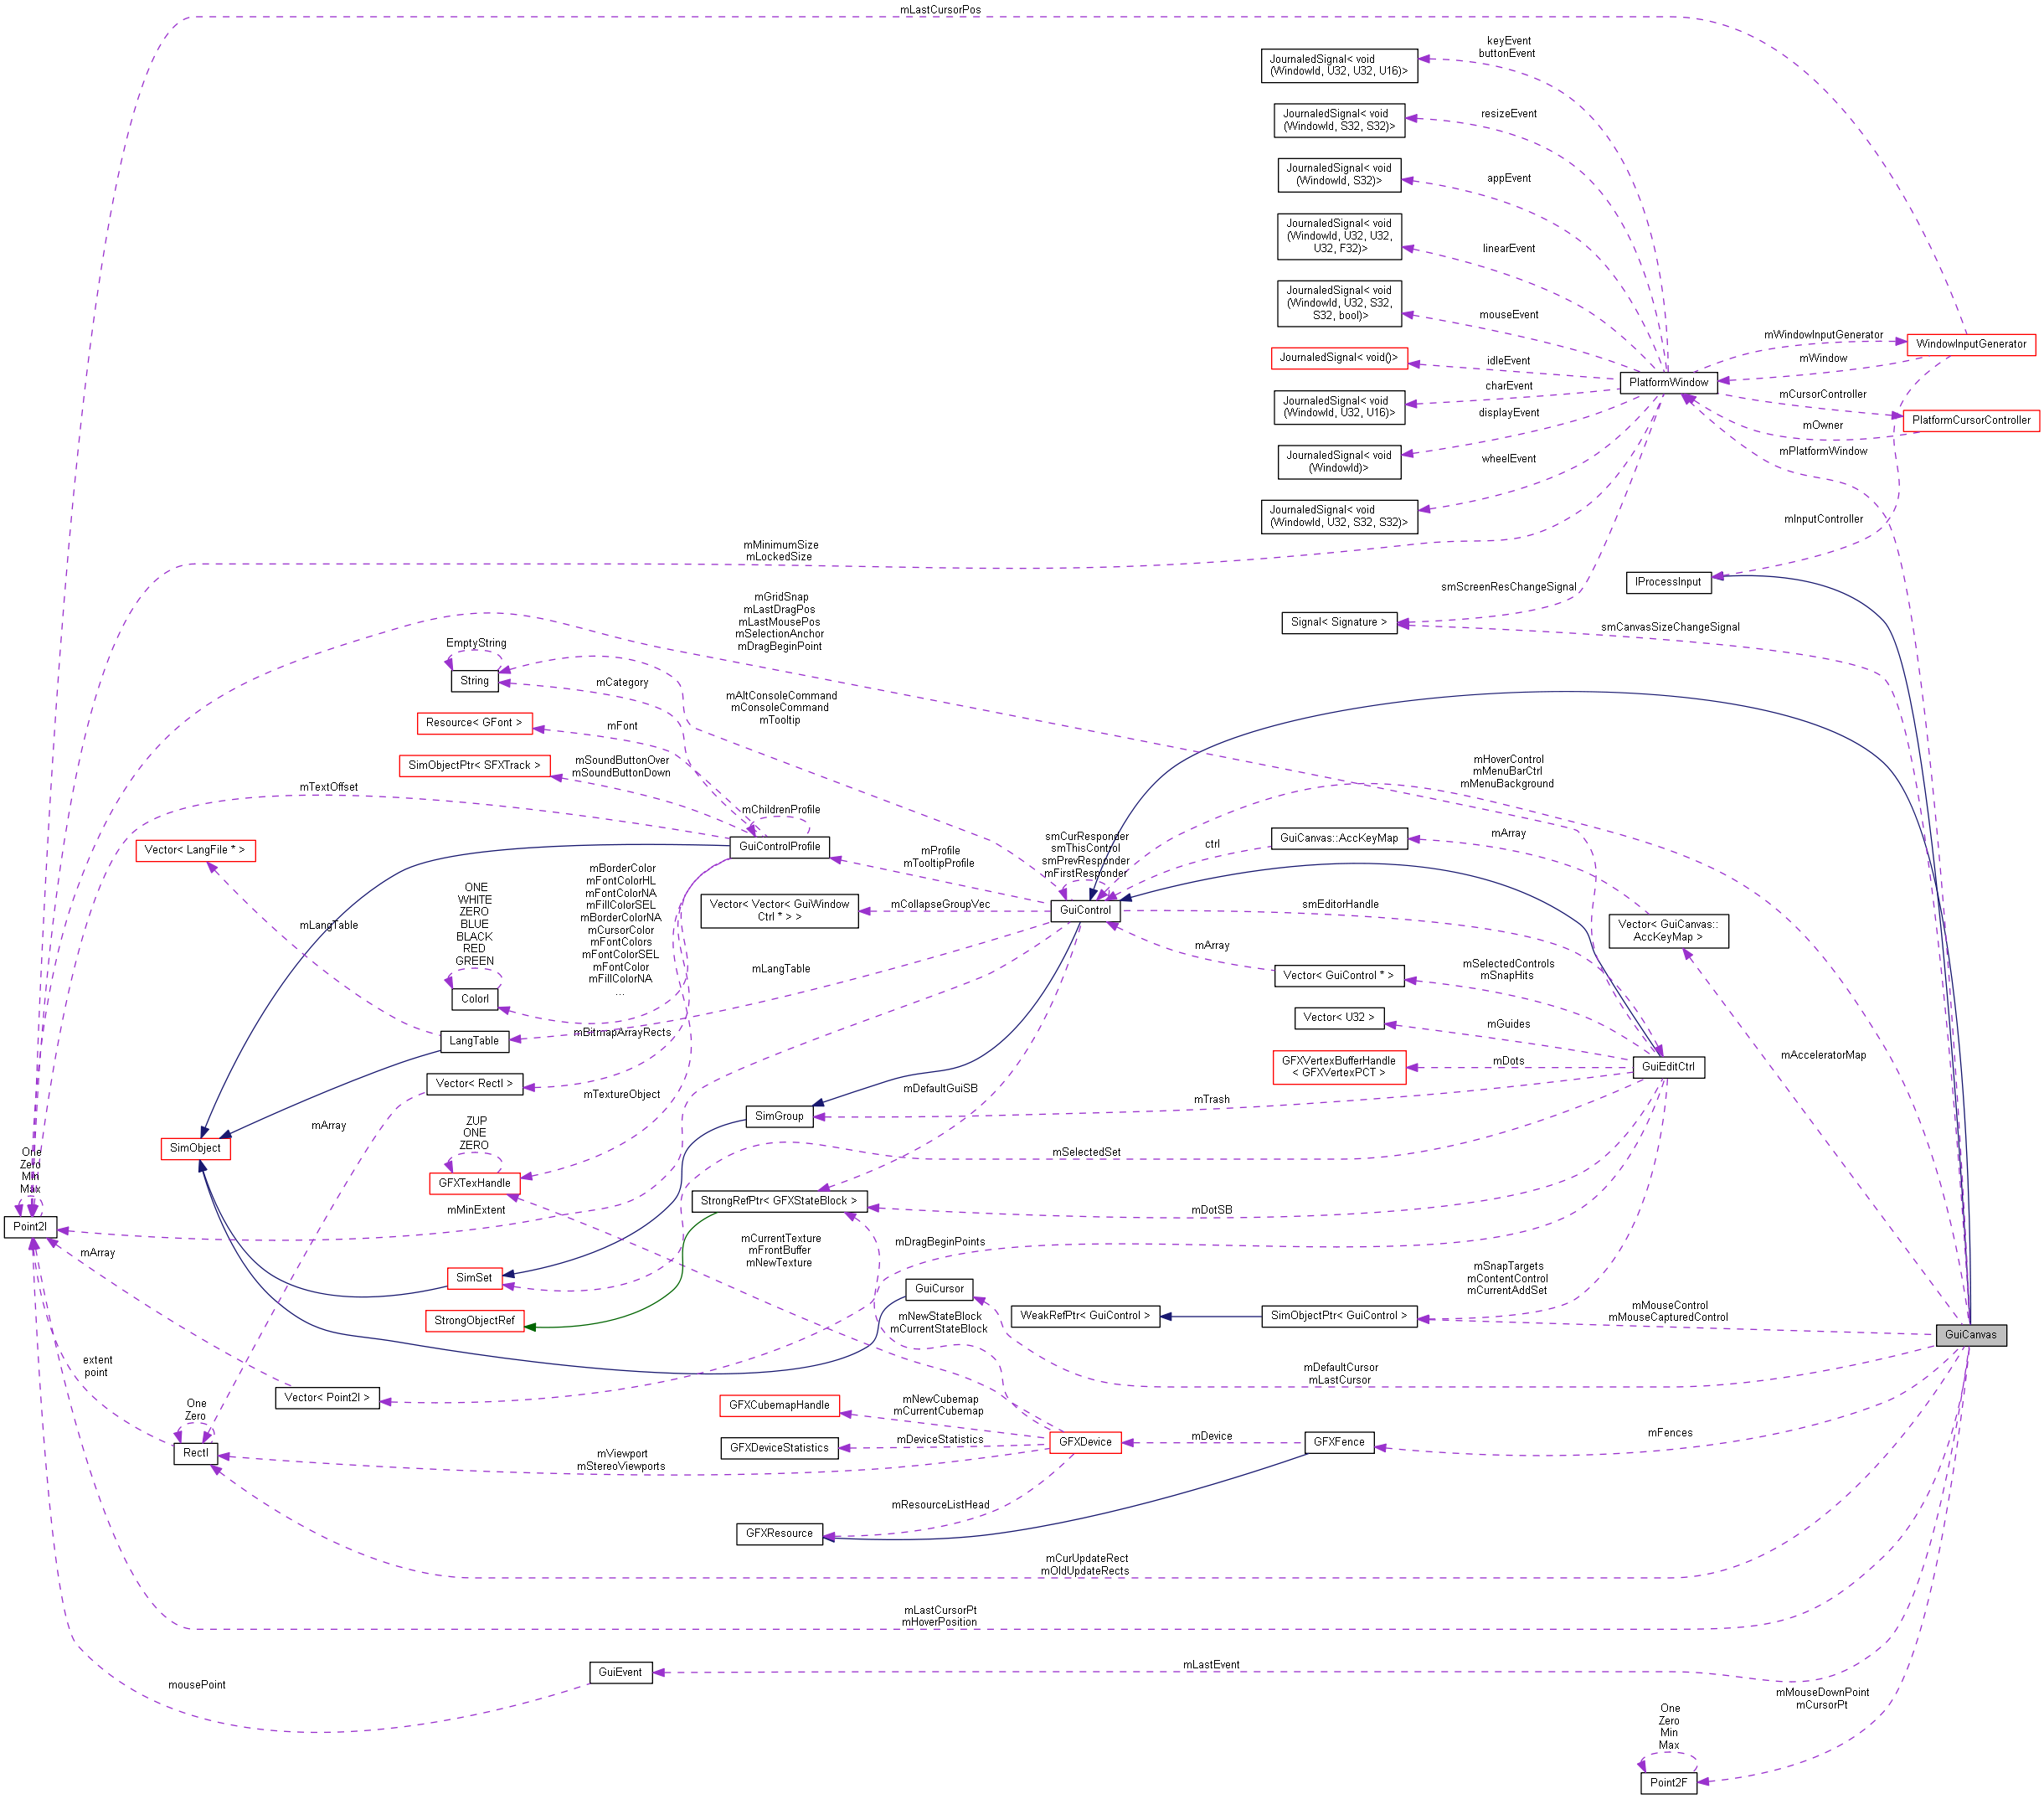 mLastCursorPos
keyEvent
buttonEvent
JournaledSignal< void
(WindowId, U32, U32, U16)>
resizeEvent
JournaledSignal< void
(WindowId, S32, S32)>
appEvent
JournaledSignal< void
(WindowId, S32)>
linearEvent
JournaledSignal< void
(WindowId, U32, U32,
U32, F32)>
mouseEvent
JournaledSignal< void
(WindowId, U32, S32,
S32, bool)>
idleEvent
JournaledSignal< void()>
charEvent
JournaledSignal< void
(WindowId, U32, U16)>
displayEvent
JournaledSignal< void
(WindowId)>
wheelEvent
JournaledSignal< void
(WindowId, U32, S32, S32)>
PlatformWindow
mWindowInputGenerator
WindowInputGenerator
mWindow
mCursorController
PlatformCursorController
mOwner
mPlatformWindow
mInputController
IProcessInput
mMinimumSize
mLockedSize
smScreenResChangeSignal
Signal< Signature >
smCanvasSizeChangeSignal
mGridSnap
mLastDragPos
mLastMousePos
mSelectionAnchor
mDragBeginPoint
EmptyString
String
mCategory
mAltConsoleCommand
mConsoleCommand
mTooltip
Resource< GFont >
mFont
SimObjectPtr< SFXTrack >
mSoundButtonOver
mSoundButtonDown
mTextOffset
mChildrenProfile
GuiControlProfile
mHoverControl
mMenuBarCtrl
mMenuBackground
Vector< LangFile * >
mProfile
mTooltipProfile
smCurResponder
smThisControl
smPrevResponder
mFirstResponder
GuiControl
ctrl
GuiCanvas::AccKeyMap
mArray
Vector< GuiCanvas::
AccKeyMap >
mLangTable
ONE
WHITE
ZERO
BLUE
BLACK
RED
GREEN
ColorI
mBorderColor
mFontColorHL
mFontColorNA
mFillColorSEL
mBorderColorNA
mCursorColor
mFontColors
mFontColorSEL
mFontColor
mFillColorNA
...
Vector< Vector< GuiWindow
Ctrl * > >
mCollapseGroupVec
smEditorHandle
mArray
Vector< GuiControl * >
mSelectedControls
mSnapHits
mLangTable
LangTable
mBitmapArrayRects
Vector< U32 >
mGuides
GFXVertexBufferHandle
< GFXVertexPCT >
mDots
GuiEditCtrl
mAcceleratorMap
Vector< RectI >
mTextureObject
mDefaultGuiSB
mTrash
SimGroup
mArray
SimObject
ZUP
ONE
ZERO
GFXTexHandle
mSelectedSet
StrongRefPtr< GFXStateBlock >
mDotSB
One
Zero
Min
Max
Point2I
mMinExtent
mArray
mCurrentTexture
mFrontBuffer
mNewTexture
mDragBeginPoints
SimSet
GuiCursor
mSnapTargets
mContentControl
mCurrentAddSet
StrongObjectRef
mNewStateBlock
mCurrentStateBlock
WeakRefPtr< GuiControl >
SimObjectPtr< GuiControl >
mMouseControl
mMouseCapturedControl
GuiCanvas
extent
point
Vector< Point2I >
mDefaultCursor
mLastCursor
One
Zero
RectI
GFXCubemapHandle
mNewCubemap
mCurrentCubemap
GFXDeviceStatistics
mDeviceStatistics
GFXDevice
mDevice
GFXFence
mFences
mViewport
mStereoViewports
mResourceListHead
GFXResource
mCurUpdateRect
mOldUpdateRects
mLastCursorPt
mHoverPosition
GuiEvent
mLastEvent
mousePoint
mMouseDownPoint
mCursorPt
One
Zero
Min
Max
Point2F